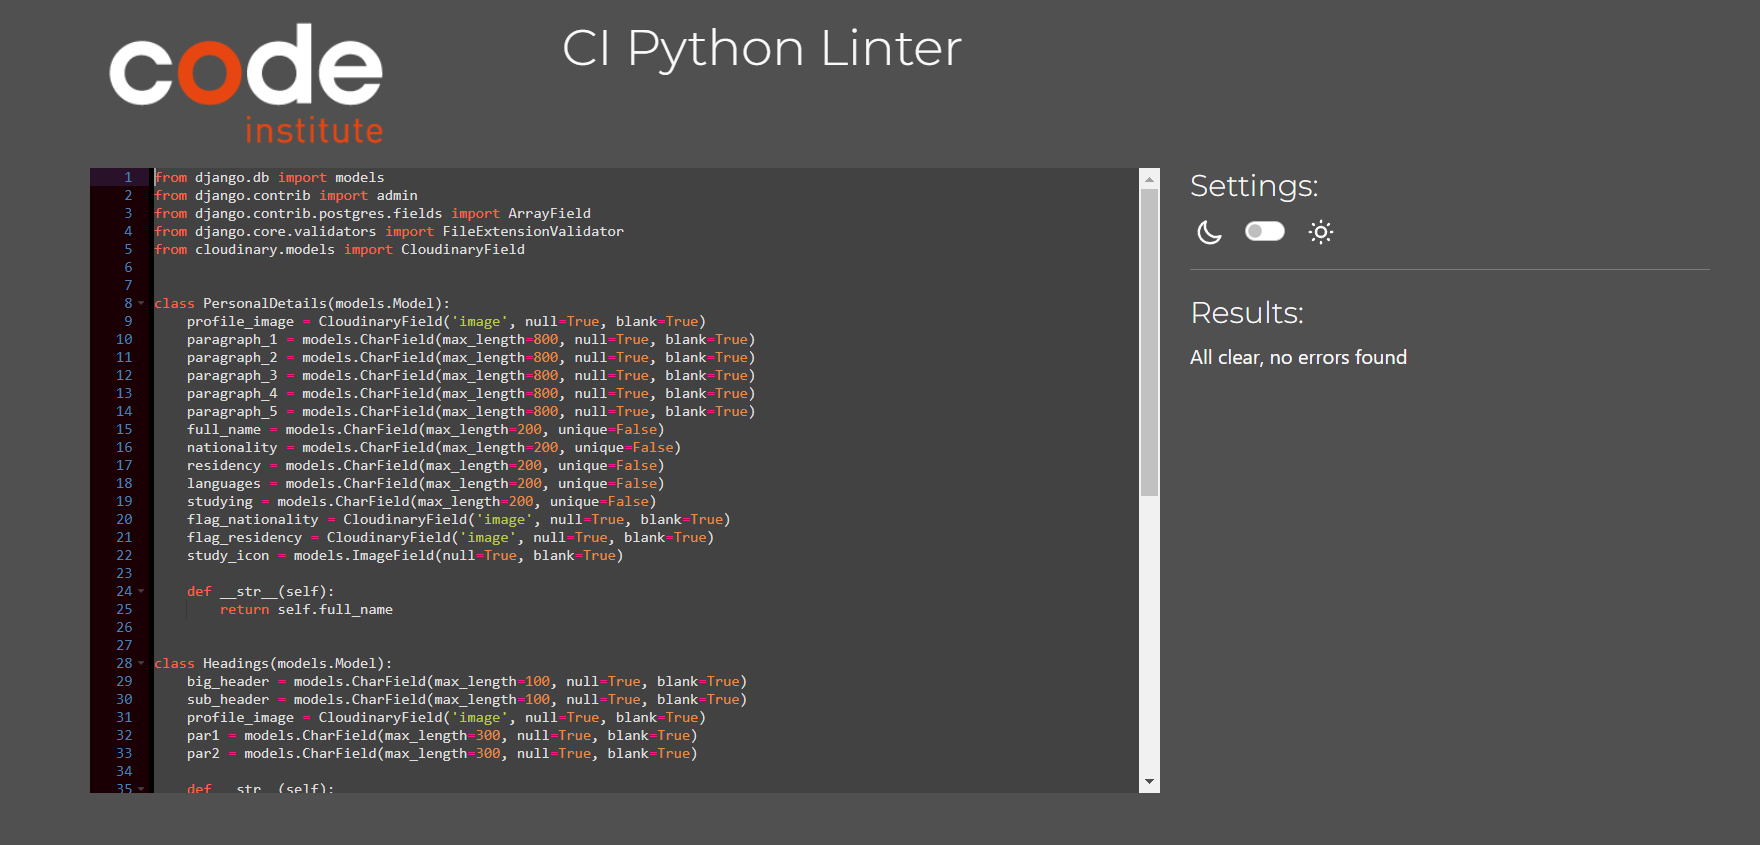 code
institute
CI Python Linter
1 from django.db import models
2 from django.contrib import admin
3 from django.contrib.postgres.fields import ArrayField
4 from django.core.validators import FileExtensionValidator
5 from cloudinary.models import CloudinaryField
6
7
8 class PersonalDetails(models.Model):
9     profile_image = CloudinaryField('image', null=True, blank=True)
10     paragraph_1 = models.CharField(max_length=800, null=True, blank=True)
11     paragraph_2 = models.CharField(max_length=800, null=True, blank=True)
12     paragraph_3 = models.CharField(max_length=800, null=True, blank=True)
13     paragraph_4 = models.CharField(max_length=800, null=True, blank=True)
14     paragraph_5 = models.CharField(max_length=800, null=True, blank=True)
15     full_name = models.CharField(max_length=200, unique=False)
16     nationality = models.CharField(max_length=200, unique=False)
17     residency = models.CharField(max_length=200, unique=False)
18     languages = models.CharField(max_length=200, unique=False)
19     studying = models.CharField(max_length=200, unique=False)
20     flag_nationality = CloudinaryField('image', null=True, blank=True)
21     flag_residency = CloudinaryField('image', null=True, blank=True)
22     study_icon = models.ImageField(null=True, blank=True)
23
24     def __str__(self):
25         return self.full_name
26
27
28 class Headings(models.Model):
29     big_header = models.CharField(max_length=100, null=True, blank=True)
30     sub_header = models.CharField(max_length=100, null=True, blank=True)
31     profile_image = CloudinaryField('image', null=True, blank=True)
32     par1 = models.CharField(max_length=300, null=True, blank=True)
33     par2 = models.CharField(max_length=300, null=True, blank=True)
34
35     def __str__(self):
Settings:
Results:
All clear, no errors found